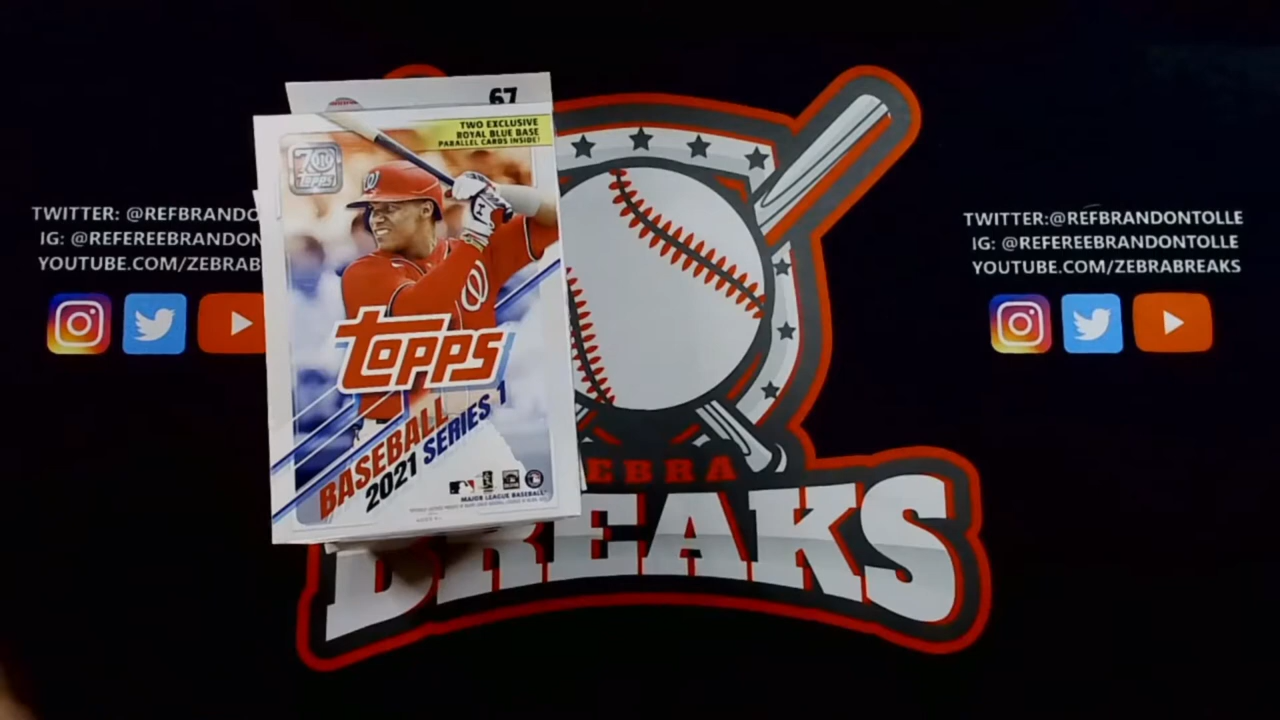 67
TWO EXCLUSIVE
ROYAL BLUE BASE
PARALLEL CARDS INSIDE!
70
TOPPS
W
W
TOPPS
BASEBALL
2021 SERIES 1
MAJOR LEAGUE BASEBALL
TWITTER: @REFBRANDO
IG: @REFEREEBRANDON
YOUTUBE.COM/ZEBRAB
TWITTER:@REFBRANDONTOLLE
IG: @REFEREEBRANDONTOLLE
YOUTUBE.COM/ZEBRABREAKS
EBRA
BREAKS